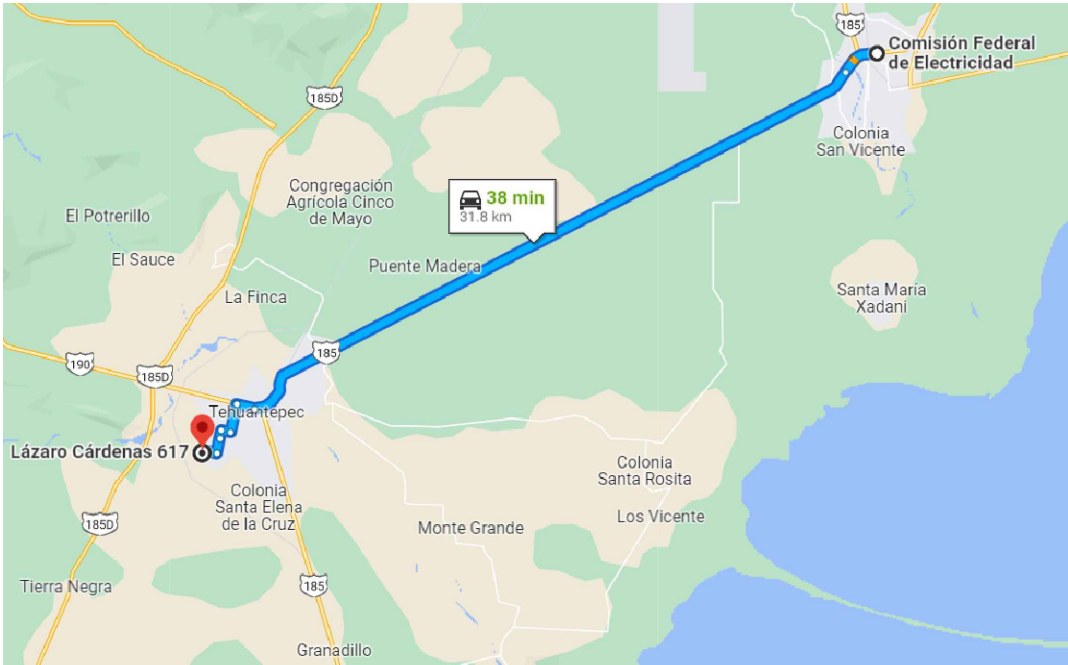 185
Comisión Federal
de Electricidad
185D
Colonia
San Vicente
Congregación
Agrícola Cinco
de Mayo
38 min
31.8 km
El Potrerillo
El Sauce
Puente Madera
La Finca
Santa María
Xadani
185
190
185D
Tehuantepec
Lázaro Cárdenas 617
Colonia
Santa Elena
de la Cruz
Colonia
Santa Rosita
185D
Monte Grande
Los Vicente
Tierra Negra
185
Granadillo